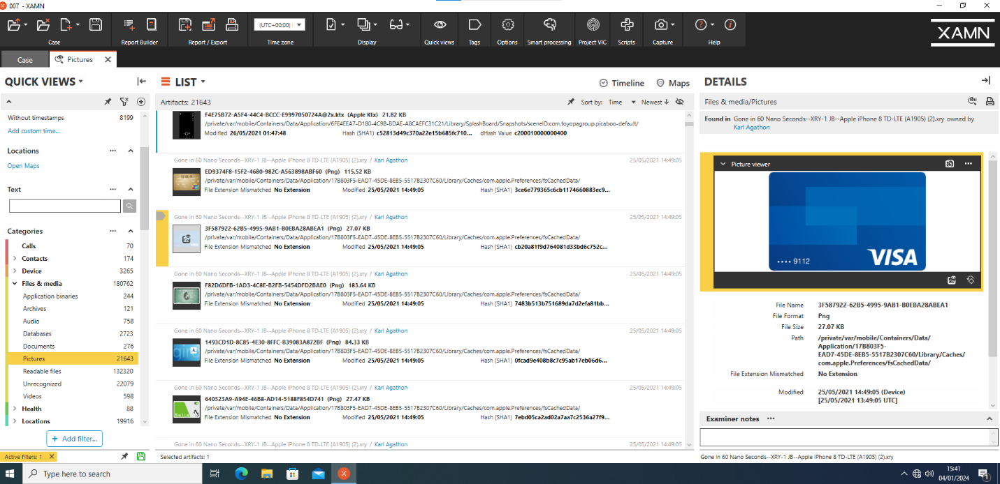 007 - XAMN
(UTC+00:00)
Case
Report Builder
Report / Export
Time zone
Display
Quick views
Tags
Options
Smart processing
Project VIC
Scripts
Capture
Help
XAMN
Case
Pictures
QUICK VIEWS
Without timestamps 8199
Add custom time...
Locations
Open Maps
Text
Categories
Calls 70
Contacts 174
Device 3265
Files & media 180762
Application binaries 244
Archives 121
Audio 758
Databases 2723
Documents 276
Pictures 21643
Readable files 132320
Unrecognized 22079
Videos 598
Health 88
Locations 19916
+ Add filter...
Active filters: 1
LIST
Timeline
Maps
Artifacts: 21643
Sort by: Time
Newest
F4E75B72-A5F4-44C4-BCCC-E9997050724A@2x.ktx (Apple Ktx) 21.82 KB
/private/var/mobile/Containers/Data/Application/6FE4EEA7-D180-4C9B-BDAE-A8CAEFC31C21/Library/SplashBoard/Snapshots/sceneID:com.toyopagroup.picaboo-default/
Modified 26/05/2021 01:47:48 Hash (SHA1) c52813d49c370a22e15b685fc710... dHash Value c200010000000400
Gone in 60 Nano Seconds--XRY-1 JB--Apple iPhone 8 TD-LTE (A1905) (2).xry / Karl Agathon 25/05/2021 14:49:05
ED9374F8-15F2-4680-982C-A563898ABF60 (Png) 115.52 KB
/private/var/mobile/Containers/Data/Application/17B803F5-EAD7-45DE-8EB5-5517B2307C60/Library/Caches/com.apple.Preferences/fsCachedData/
File Extension Mismatched No Extension Modified 25/05/2021 14:49:05 Hash (SHA1) 3ce6e779365c6cb1174660883ec9...
Gone in 60 Nano Seconds--XRY-1 JB--Apple iPhone 8 TD-LTE (A1905) (2).xry / Karl Agathon 25/05/2021 14:49:05
3F587922-62B5-4995-9AB1-B0EBA28ABEA1 (Png) 27.07 KB
/private/var/mobile/Containers/Data/Application/17B803F5-EAD7-45DE-8EB5-5517B2307C60/Library/Caches/com.apple.Preferences/fsCachedData/
File Extension Mismatched No Extension Modified 25/05/2021 14:49:05 Hash (SHA1) cb20a81f9d764081d33bd6c752c...
Gone in 60 Nano Seconds--XRY-1 JB--Apple iPhone 8 TD-LTE (A1905) (2).xry / Karl Agathon 25/05/2021 14:49:05
F82D6DFB-1AD3-4C8E-B2FB-5454DFD2BAE0 (Png) 183.64 KB
/private/var/mobile/Containers/Data/Application/17B803F5-EAD7-45DE-8EB5-5517B2307C60/Library/Caches/com.apple.Preferences/fsCachedData/
File Extension Mismatched No Extension Modified 25/05/2021 14:49:05 Hash (SHA1) 7483b513b751689da7d2efa81bb...
Gone in 60 Nano Seconds--XRY-1 JB--Apple iPhone 8 TD-LTE (A1905) (2).xry / Karl Agathon 25/05/2021 14:49:05
1493CD1D-8C85-4E30-8FFC-B39083A872BF (Png) 84.33 KB
/private/var/mobile/Containers/Data/Application/17B803F5-EAD7-45DE-8EB5-5517B2307C60/Library/Caches/com.apple.Preferences/fsCachedData/
File Extension Mismatched No Extension Modified 25/05/2021 14:49:05 Hash (SHA1) 0fcad9e408b8c7c95ab17eb06d6...
Gone in 60 Nano Seconds--XRY-1 JB--Apple iPhone 8 TD-LTE (A1905) (2).xry / Karl Agathon 25/05/2021 14:49:05
640323A9-A94E-46B8-AD14-5188F854D741 (Png) 27.47 KB
/private/var/mobile/Containers/Data/Application/17B803F5-EAD7-45DE-8EB5-5517B2307C60/Library/Caches/com.apple.Preferences/fsCachedData/
File Extension Mismatched No Extension Modified 25/05/2021 14:49:05 Hash (SHA1) 7ebd05ca2ad02a7aa7c2536a27f9...
Gone in 60 Nano Seconds--XRY-1 JB--Apple iPhone 8 TD-LTE (A1905) (2).xry / Karl Agathon 25/05/2021 14:49:05
Selected artifacts: 1
DETAILS
Files & media/Pictures
Found in Gone in 60 Nano Seconds--XRY-1 JB--Apple iPhone 8 TD-LTE (A1905) (2).xry owned by
Karl Agathon
Picture viewer
•••• 9112 VISA
File Name 3F587922-62B5-4995-9AB1-B0EBA28ABEA1
File Format Png
File Size 27.07 KB
Path /private/var/mobile/Containers/Data/
Application/17B803F5-
EAD7-45DE-8EB5-5517B2307C60/Library/Caches/
com.apple.Preferences/fsCachedData/
File Extension Mismatched No Extension
Modified 25/05/2021 14:49:05 (Device)
[25/05/2021 13:49:05 UTC]
Examiner notes
Gone in 60 Nano Seconds--XRY-1 JB--Apple iPhone 8 TD-LTE (A1905) (2).xry
Type here to search
15:41
04/01/2024
1